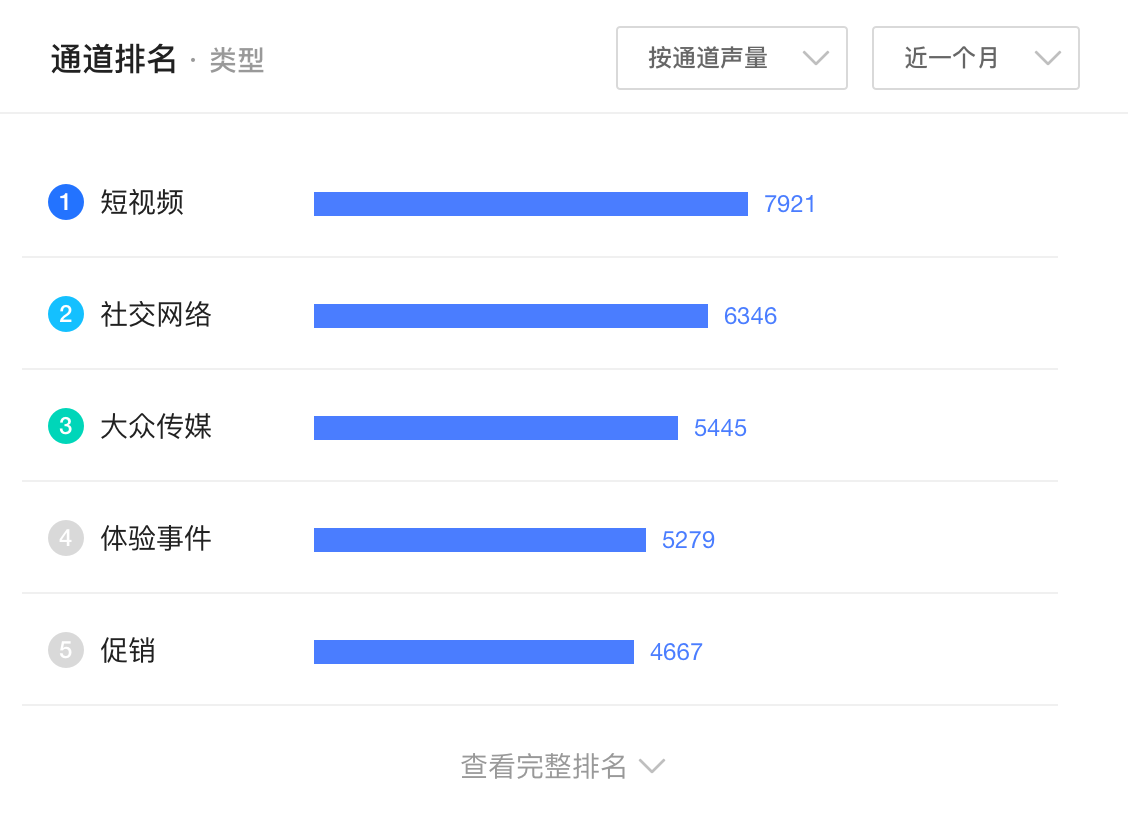 通道排名 · 类型
按通道声量
近一个月
1 短视频 7921
2 社交网络 6346
3 大众传媒 5445
4 体验事件 5279
5 促销 4667
查看完整排名